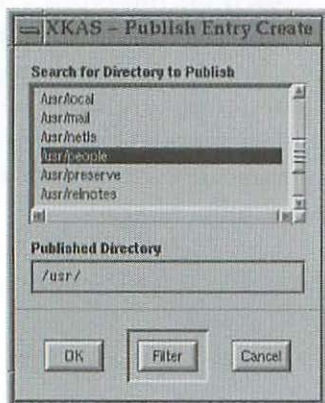 XKAS – Publish Entry Create
Search for Directory to Publish
/usr/local
/usr/mail
/usr/netls
/usr/people
/usr/preserve
/usr/relnotes
Published Directory
/usr/
OK Filter Cancel